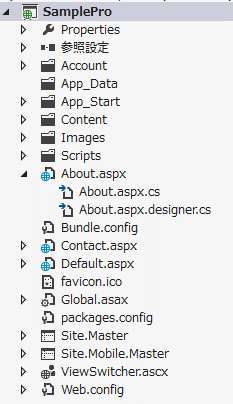 SamplePro
Properties
参照設定
Account
App_Data
App_Start
Content
Images
Scripts
About.aspx
About.aspx.cs
About.aspx.designer.cs
Bundle.config
Contact.aspx
Default.aspx
favicon.ico
Global.asax
packages.config
Site.Master
Site.Mobile.Master
ViewSwitcher.ascx
Web.config